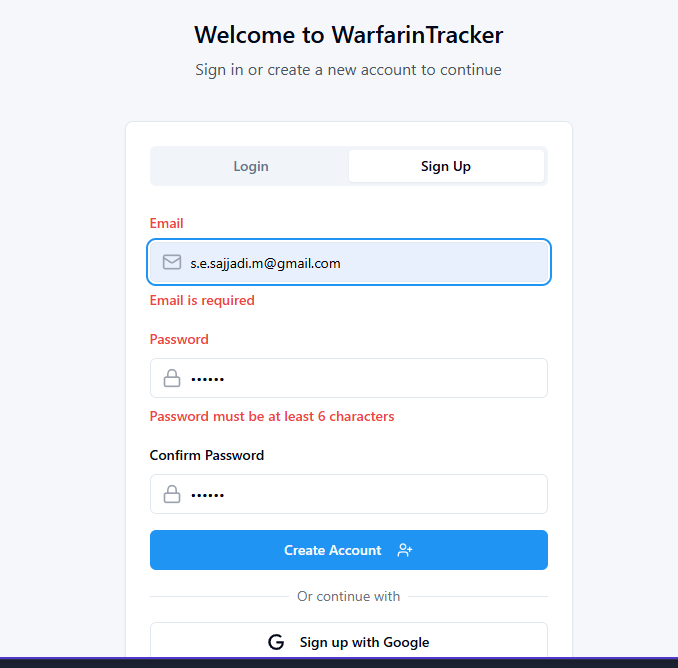 Welcome to WarfarinTracker
Sign in or create a new account to continue
Login
Sign Up
Email
s.e.sajjadi.m@gmail.com
Email is required
Password
••••••
Password must be at least 6 characters
Confirm Password
••••••
Create Account
Or continue with
G Sign up with Google